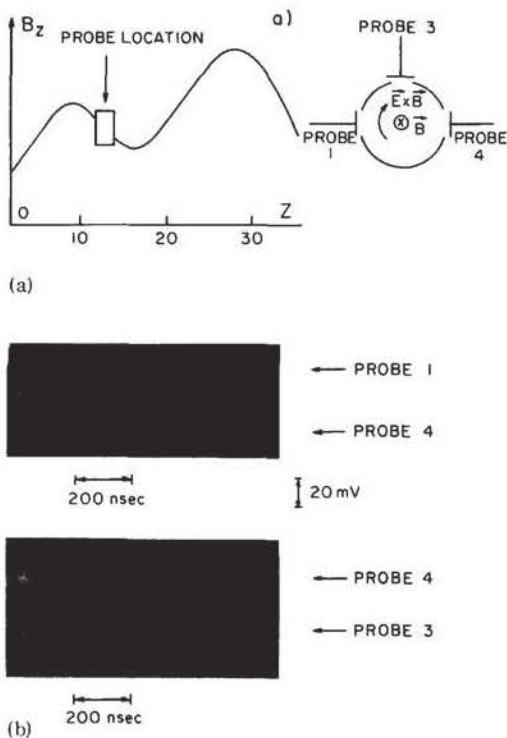 B_Z
PROBE LOCATION
a)
PROBE 3
E×B
B
PROBE
1
PROBE
4
O
10
20
Z
30
(a)
PROBE 1
PROBE 4
200 nsec
20 mV
PROBE 4
PROBE 3
200 nsec
(b)